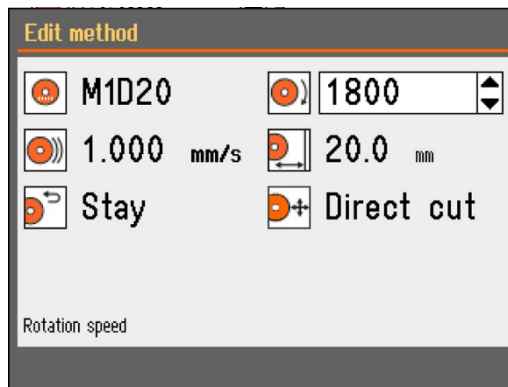 Edit method
M1D20 1800
1.000 mm/s 20.0 mm
Stay Direct cut
Rotation speed